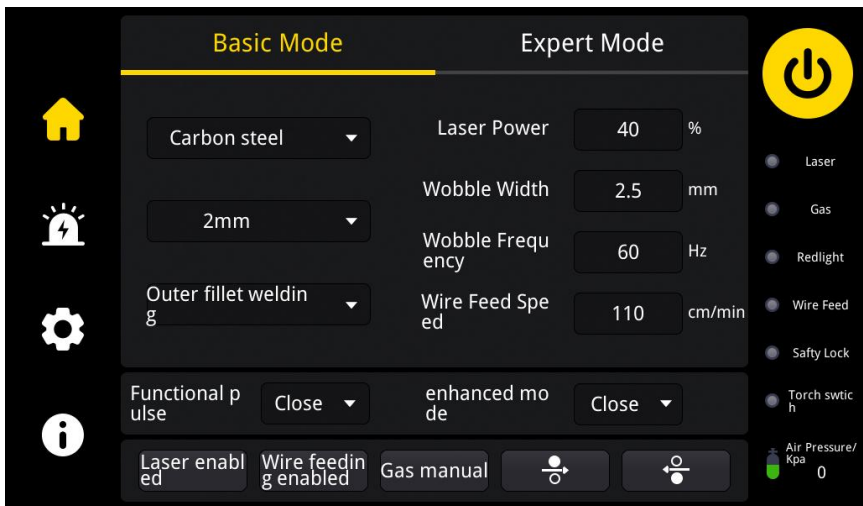 Basic Mode
Expert Mode
Carbon steel
2mm
Outer fillet weldin
g
Laser Power
40
%
Wobble Width
2.5
mm
Wobble Frequ
ency
60
Hz
Wire Feed Spe
ed
110
cm/min
Functional p
ulse
Close
enhanced mo
de
Close
Laser enabl
ed
Wire feedin
g enabled
Gas manual
Laser
Gas
Redlight
Wire Feed
Safty Lock
Torch swtic
h
Air Pressure/
Kpa
0